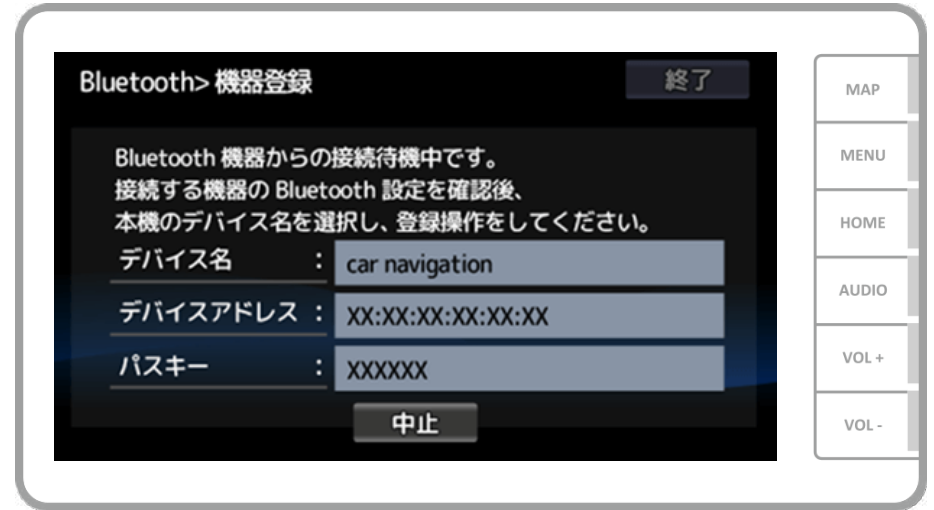 Bluetooth> 機器登録
終了
Bluetooth 機器からの接続待機中です。
接続する機器の Bluetooth 設定を確認後、
本機のデバイス名を選択し、登録操作をしてください。
デバイス名 : car navigation
デバイスアドレス : XX:XX:XX:XX:XX:XX
パスキー : XXXXXX
中止
MAP
MENU
HOME
AUDIO
VOL +
VOL -